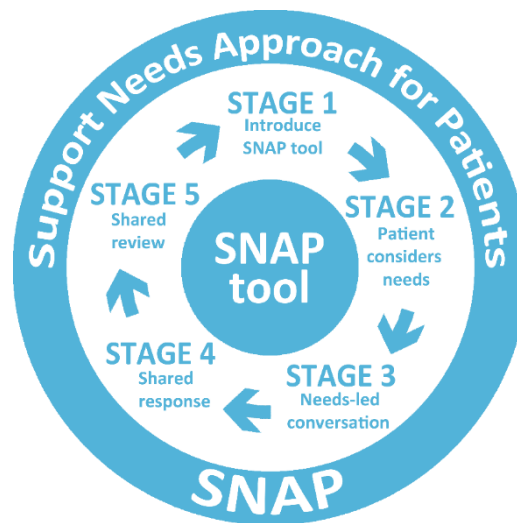 Support Needs Approach for Patients
STAGE 1
Introduce
SNAP tool
STAGE 2
Patient
considers
needs
STAGE 3
Needs-led
conversation
STAGE 4
Shared
response
STAGE 5
Shared
review
SNAP
tool
SNAP